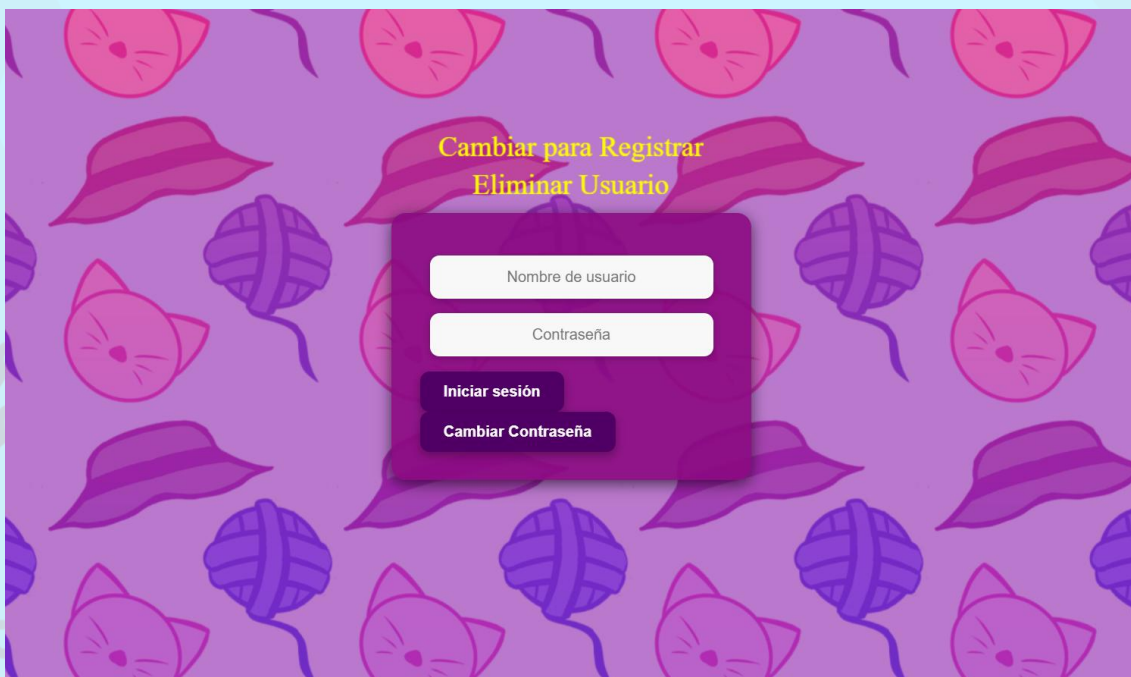 Cambiar para Registrar
Eliminar Usuario
Nombre de usuario
Contraseña
Iniciar sesión
Cambiar Contraseña